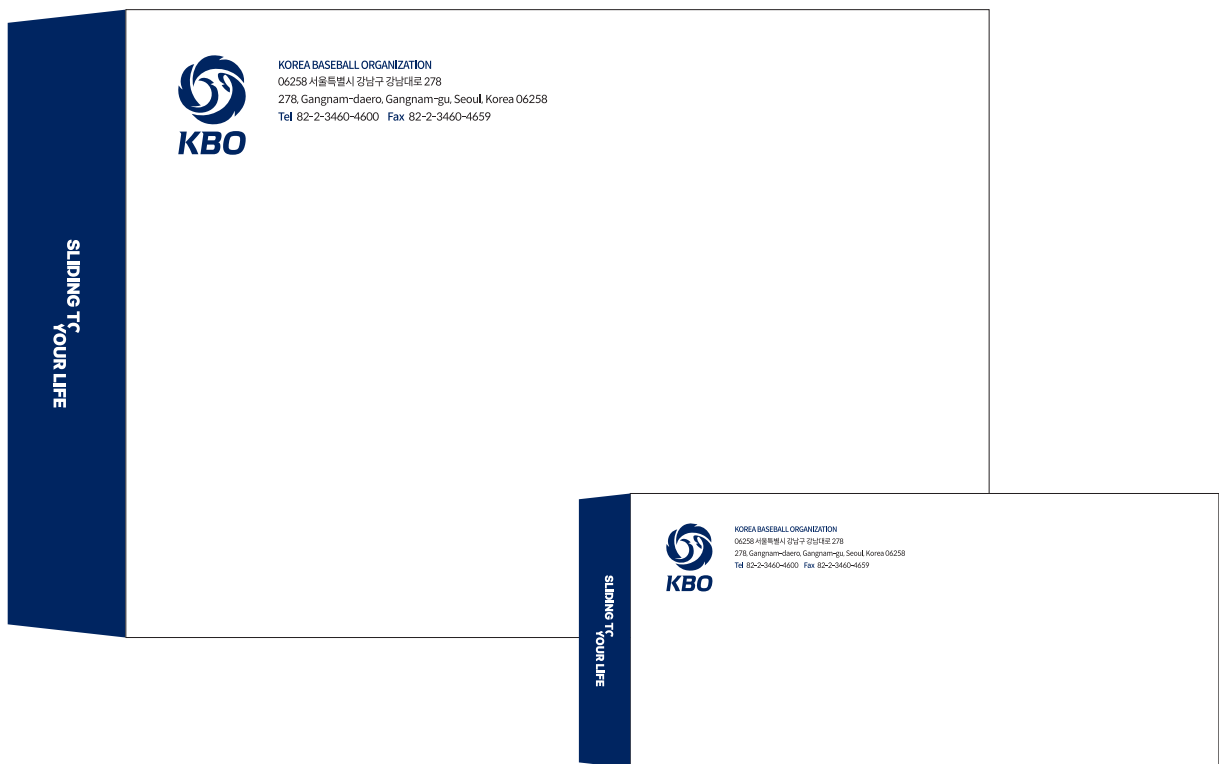 KOREA BASEBALL ORGANIZATION
06258 서울특별시 강남구 강남대로 278
278, Gangnam-daero, Gangnam-gu, Seoul, Korea 06258
Tel 82-2-3460-4600 Fax 82-2-3460-4659
KBO
SLIDING TO
YOUR LIFE
KOREA BASEBALL ORGANIZATION
06258 서울특별시 강남구 강남대로 278
278, Gangnam-daero, Gangnam-gu, Seoul, Korea 06258
Tel 82-2-3460-4600 Fax 82-2-3460-4659
KBO
SLIDING TO
YOUR LIFE